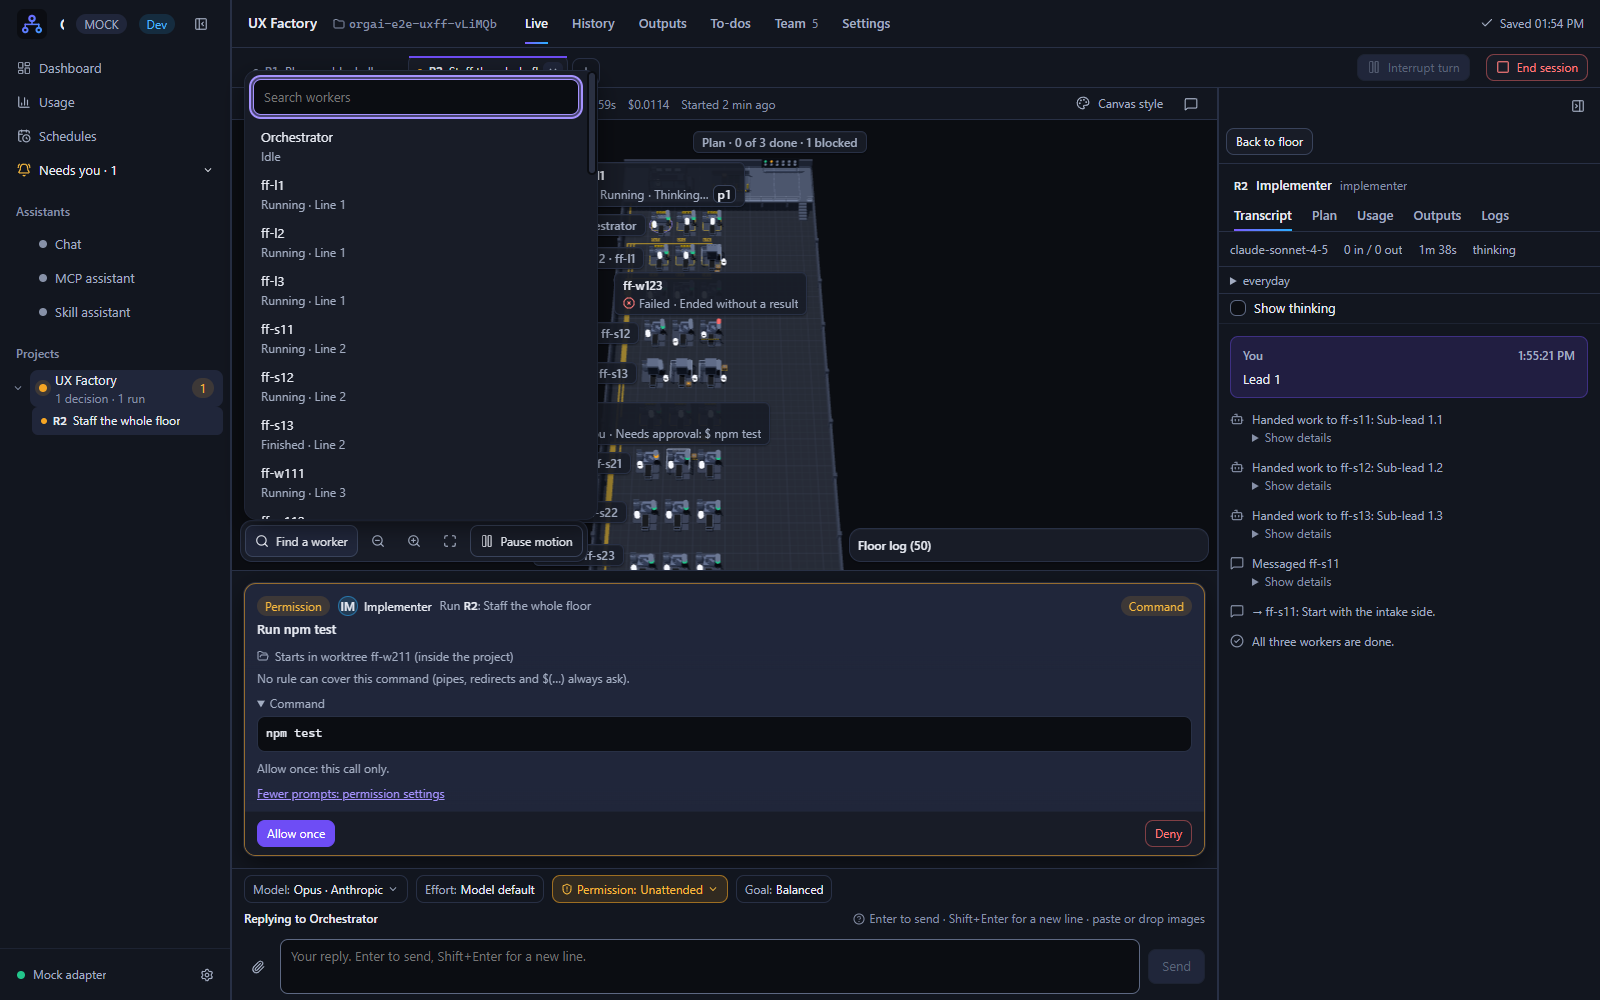 MOCK
Dev
UX Factory
orgai-e2e-uxff-vLiMQb
Live
History
Outputs
To-dos
Team 5
Settings
Saved 01:54 PM
Dashboard
Usage
Schedules
Needs you · 1
Assistants
Chat
MCP assistant
Skill assistant
Projects
UX Factory
1 decision · 1 run
1
R2 Staff the whole floor
Mock adapter
Interrupt turn
End session
59s $0.0114 Started 2 min ago
Canvas style
Search workers
Orchestrator
Idle
ff-l1
Running · Line 1
ff-l2
Running · Line 1
ff-l3
Running · Line 1
ff-s11
Running · Line 2
ff-s12
Running · Line 2
ff-s13
Finished · Line 2
ff-w111
Running · Line 3
Plan · 0 of 3 done · 1 blocked
Running · Thinking... p1
estrator
2 · ff-l1
ff-w123
Failed · Ended without a result
ff-s12
ff-s13
· Needs approval: $ npm test
f-s21
-s22
ff-s23
Find a worker
Pause motion
Floor log (50)
Permission
IM Implementer Run R2: Staff the whole floor
Command
Run npm test
Starts in worktree ff-w211 (inside the project)
No rule can cover this command (pipes, redirects and $(...) always ask).
Command
npm test
Allow once: this call only.
Fewer prompts: permission settings
Allow once
Deny
Model: Opus · Anthropic
Effort: Model default
Permission: Unattended
Goal: Balanced
Replying to Orchestrator
Enter to send · Shift+Enter for a new line · paste or drop images
Your reply. Enter to send, Shift+Enter for a new line.
Send
Back to floor
R2 Implementer implementer
Transcript
Plan
Usage
Outputs
Logs
claude-sonnet-4-5 0 in / 0 out 1m 38s thinking
everyday
Show thinking
You 1:55:21 PM
Lead 1
Handed work to ff-s11: Sub-lead 1.1
Show details
Handed work to ff-s12: Sub-lead 1.2
Show details
Handed work to ff-s13: Sub-lead 1.3
Show details
Messaged ff-s11
Show details
→ ff-s11: Start with the intake side.
All three workers are done.